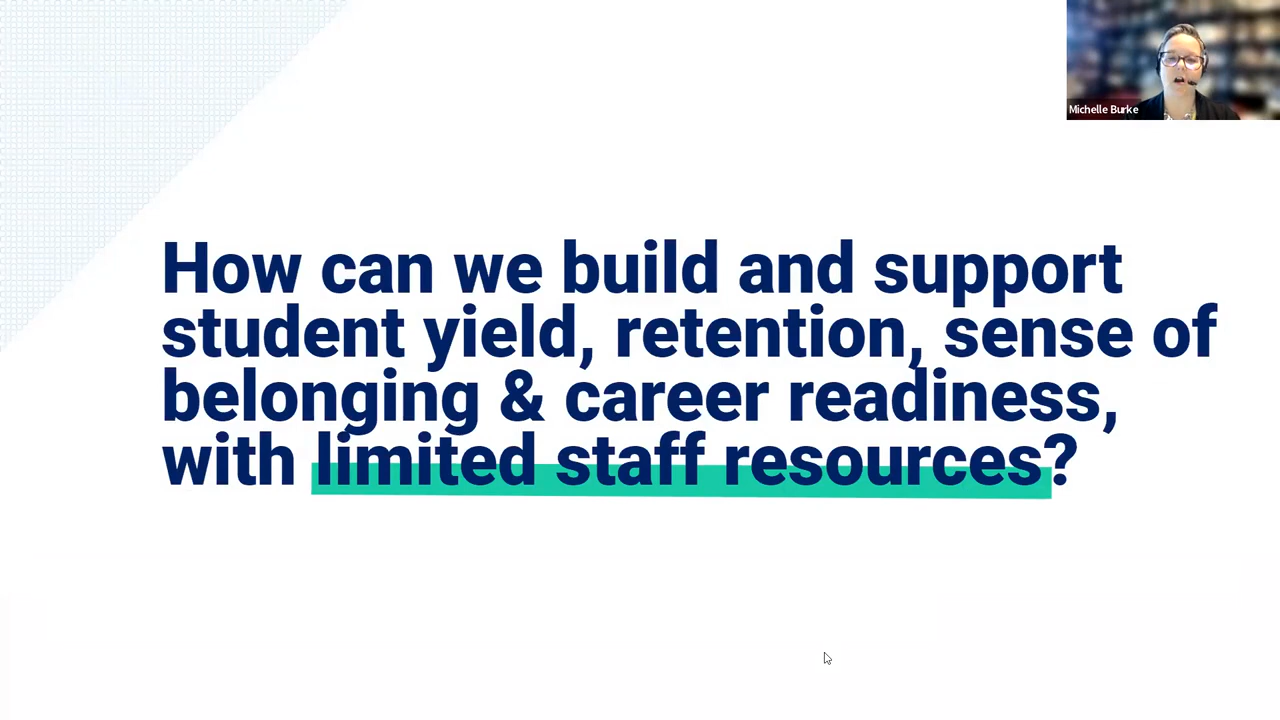 Michelle Burke
How can we build and support
student yield, retention, sense of
belonging & career readiness,
with limited staff resources?